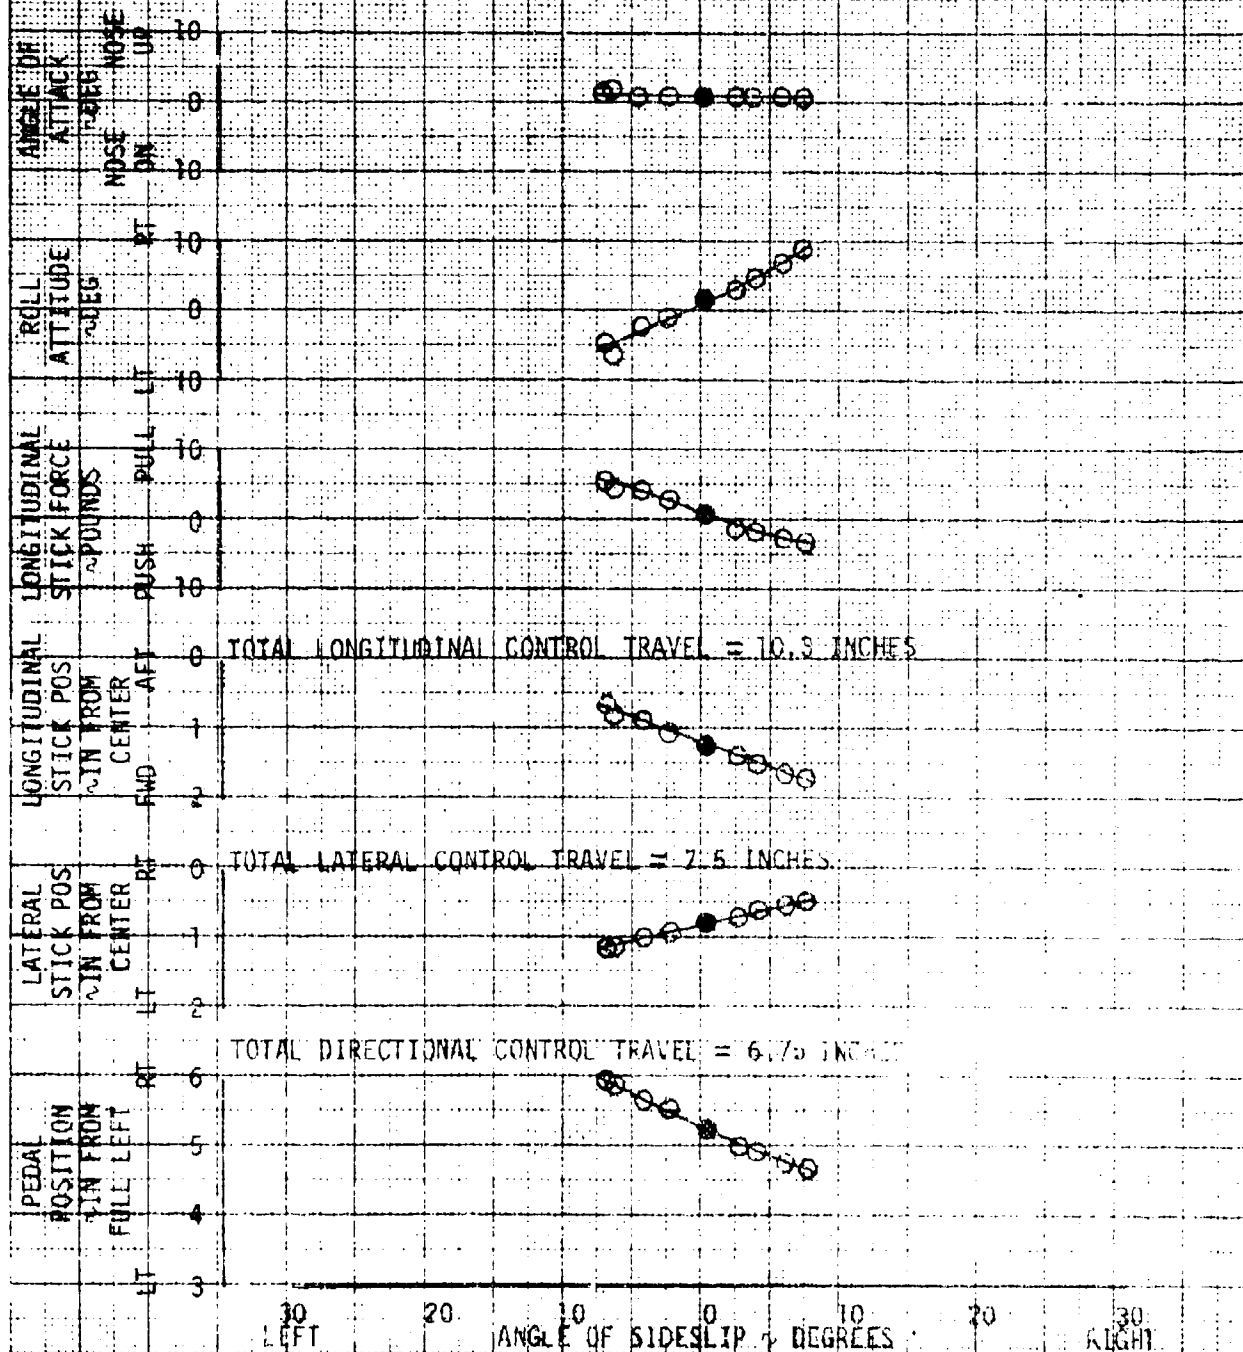 ANGLE OF
ATTACK
~DEG
NOSE NOSE
DN UP
10
0
10
ROLL
ATTITUDE
~DEG
LT RT
10
0
10
LONGITUDINAL
STICK FORCE
~POUNDS
PUSH PULL
10
0
10
TOTAL LONGITUDINAL CONTROL TRAVEL = 10.9 INCHES
LONGITUDINAL
STICK POS
~IN FROM
CENTER
FWD AFT
0
1
2
TOTAL LATERAL CONTROL TRAVEL = 7.5 INCHES
LATERAL
STICK POS
~IN FROM
CENTER
LT RT
0
1
2
TOTAL DIRECTIONAL CONTROL TRAVEL = 6.75
PEDAL
POSITION
~IN FROM
FULL LEFT
LT RT
6
5
4
3
30 20 10 0 10 20 30
LEFT ANGLE OF SIDESLIP ~ DEGREES RIGHT